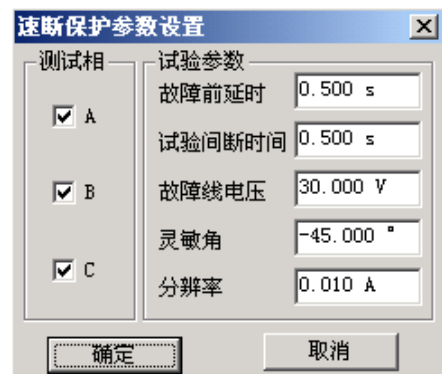 速断保护参数设置
测试相
A
B
C
试验参数
故障前延时 0.500 s
试验间断时间 0.500 s
故障线电压 30.000 V
灵敏角 -45.000 °
分辨率 0.010 A
确定 取消